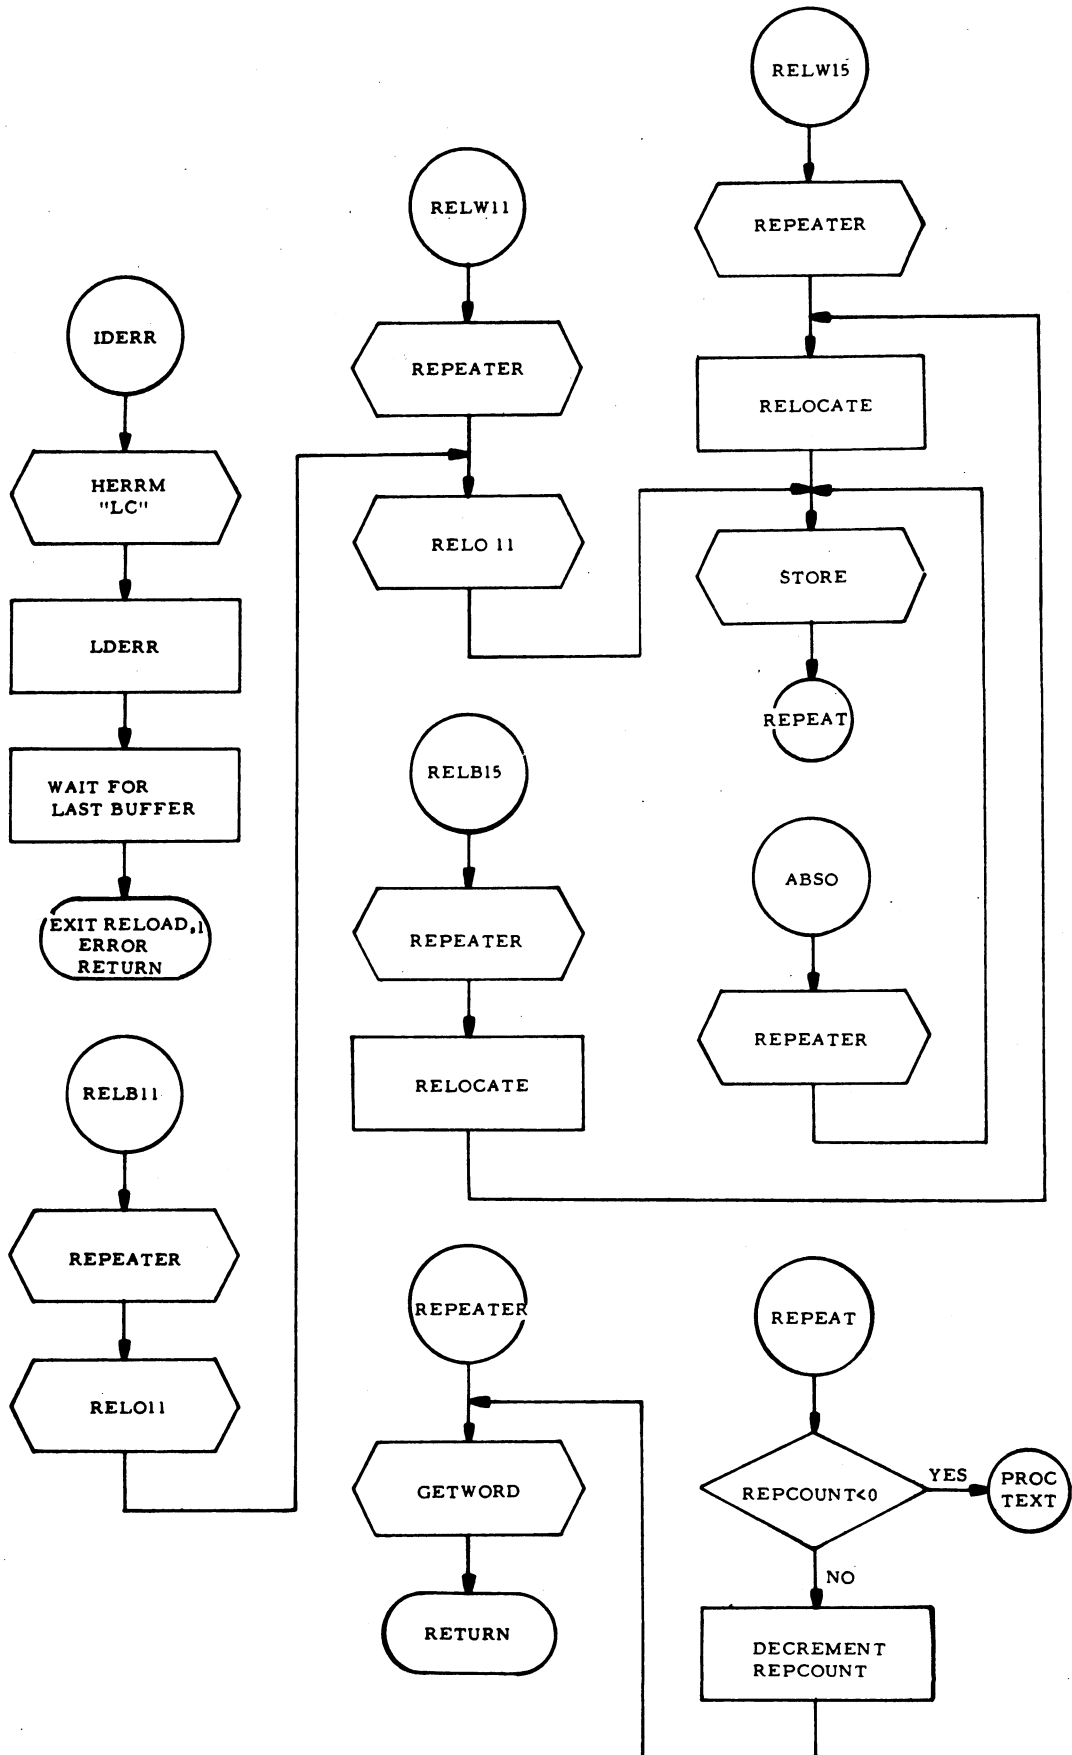 IDERR
HERRM
"LC"
LDERR
WAIT FOR
LAST BUFFER
EXIT RELOAD,1
ERROR
RETURN
RELB11
REPEATER
RELO11
RELW11
REPEATER
RELO 11
RELB15
REPEATER
RELOCATE
REPEATER
GETWORD
RETURN
RELW15
REPEATER
RELOCATE
STORE
REPEAT
ABSO
REPEATER
REPEAT
REPCOUNT<0
YES
PROC
TEXT
NO
DECREMENT
REPCOUNT